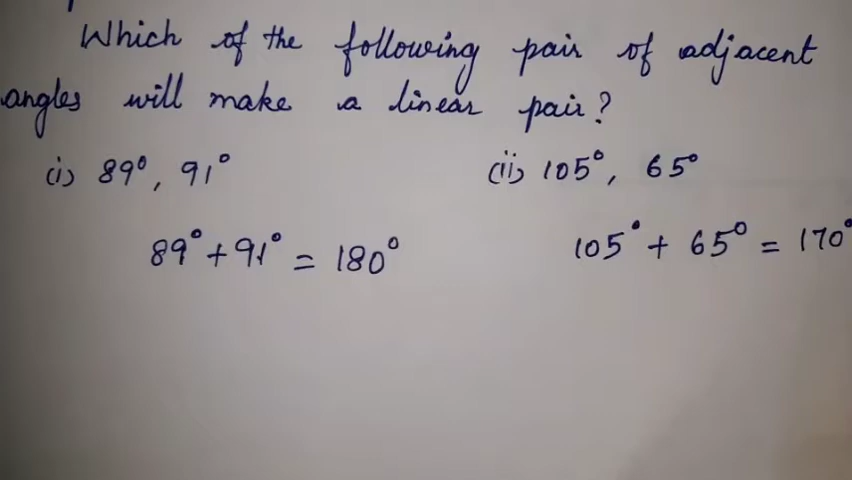 Which of the following pair of adjacent
angles will make a linear pair?
(i) 89°, 91° (ii) 105°, 65°
89° + 91° = 180° 105° + 65° = 170°